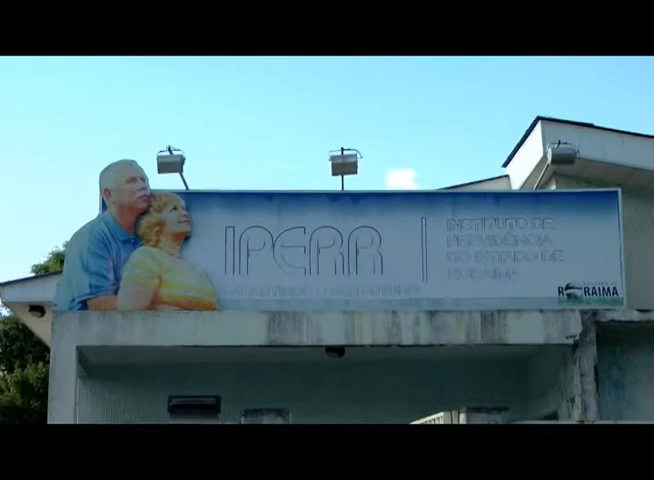 IPERR
INSTITUTO DE
PREVIDÊNCIA
DO ESTADO DE
RORAIMA
RORAIMA